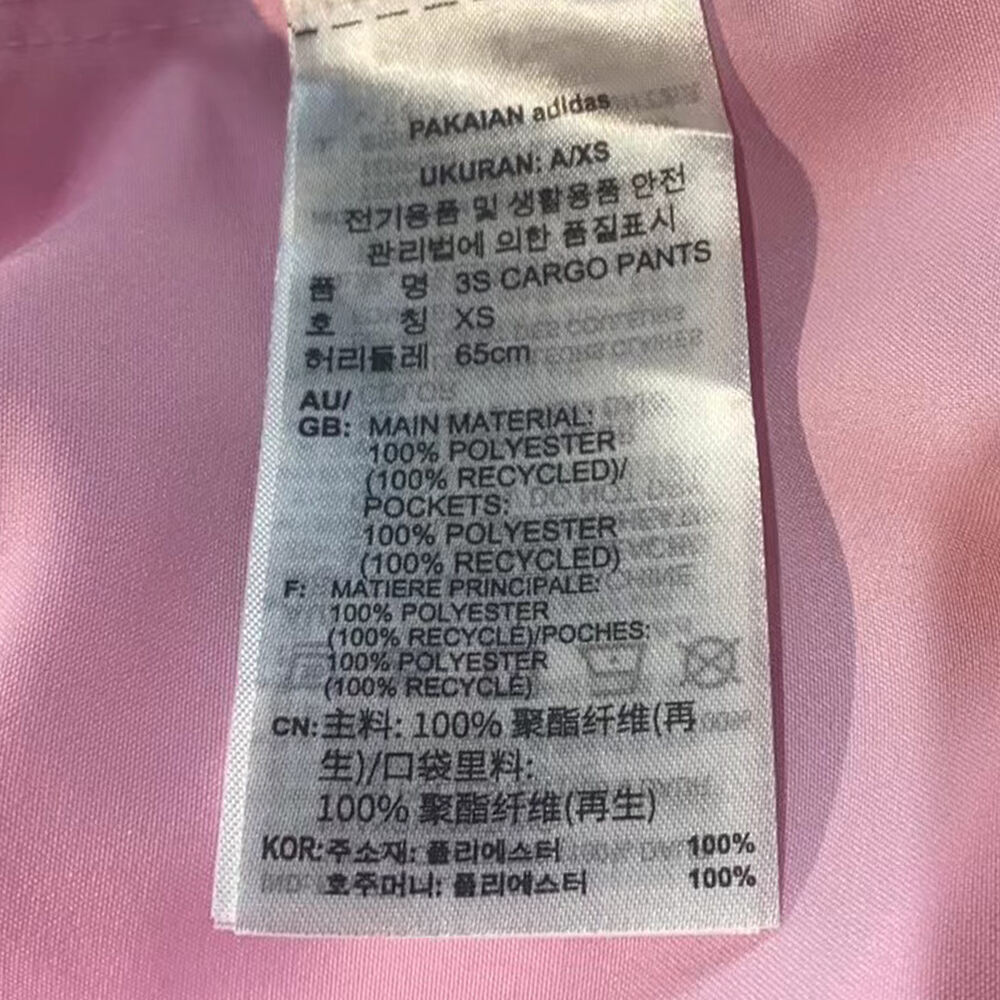 PAKAIAN adidas
UKURAN: A/XS
전기용품 및 생활용품 안전
관리법에 의한 품질표시
품 명 3S CARGO PANTS
호 칭 XS
허리둘레 65cm
AU/
GB: MAIN MATERIAL:
100% POLYESTER
(100% RECYCLED)/
POCKETS:
100% POLYESTER
(100% RECYCLED)
F: MATIERE PRINCIPALE:
100% POLYESTER
(100% RECYCLÉ)/POCHES:
100% POLYESTER
(100% RECYCLÉ)
CN: 主料: 100% 聚酯纤维(再
生)/口袋里料:
100% 聚酯纤维(再生)
KOR: 주소재: 폴리에스터 100%
호주머니: 폴리에스터 100%